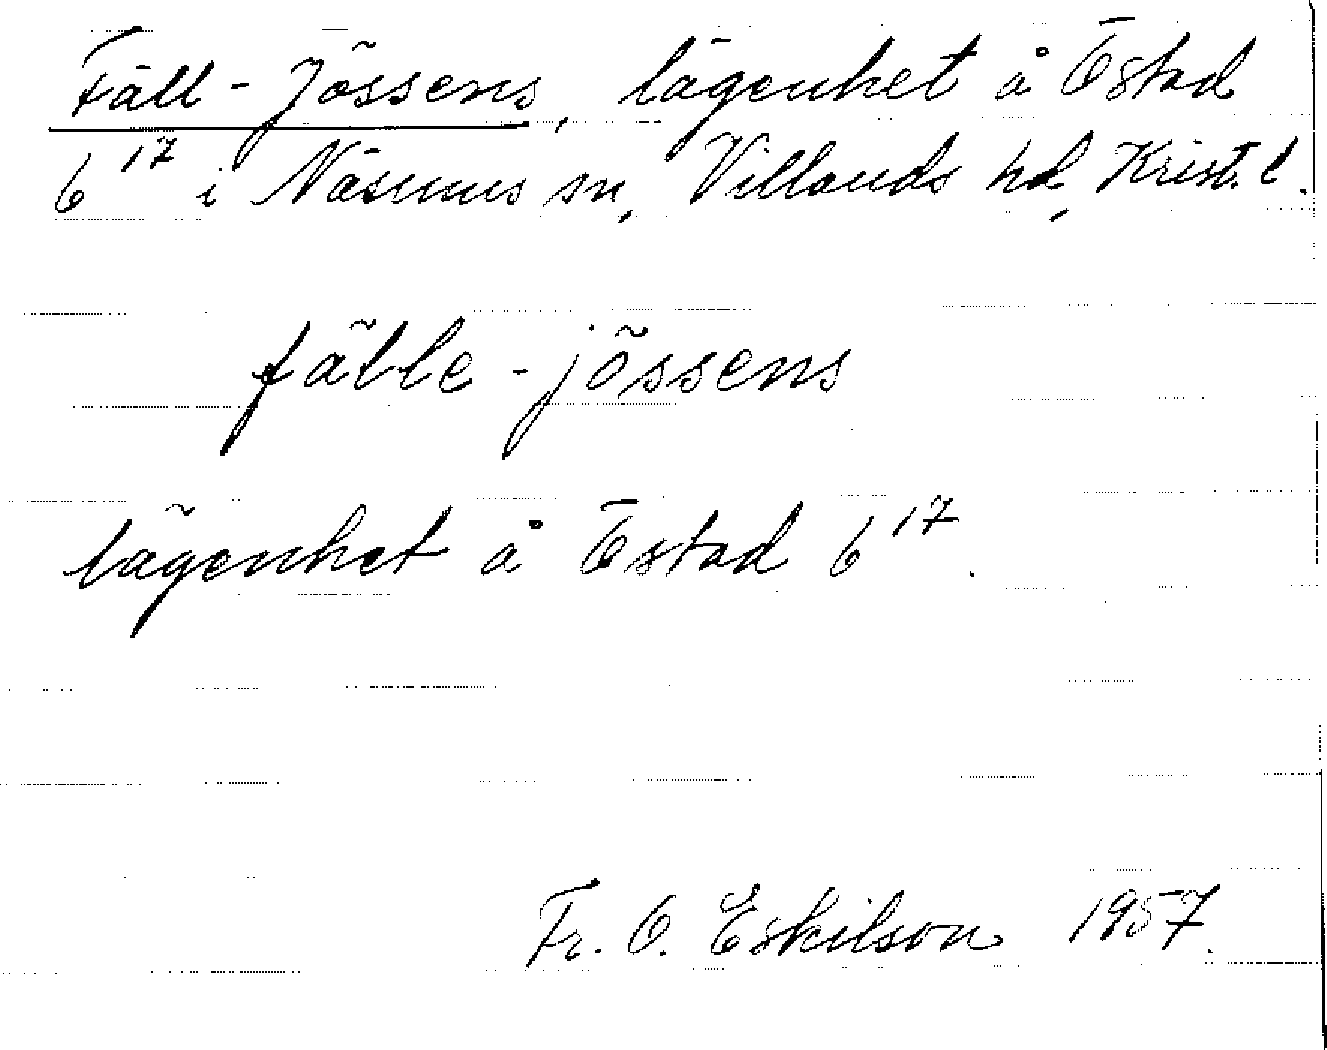 Fäll-Jössens, lägenhet å Östad
6¹⁷ i Näsums sn, Villands hd, Krist. l.
fälle-jössens
lägenhet å Östad 6¹⁷.
Fr. O. Eskilson 1957.